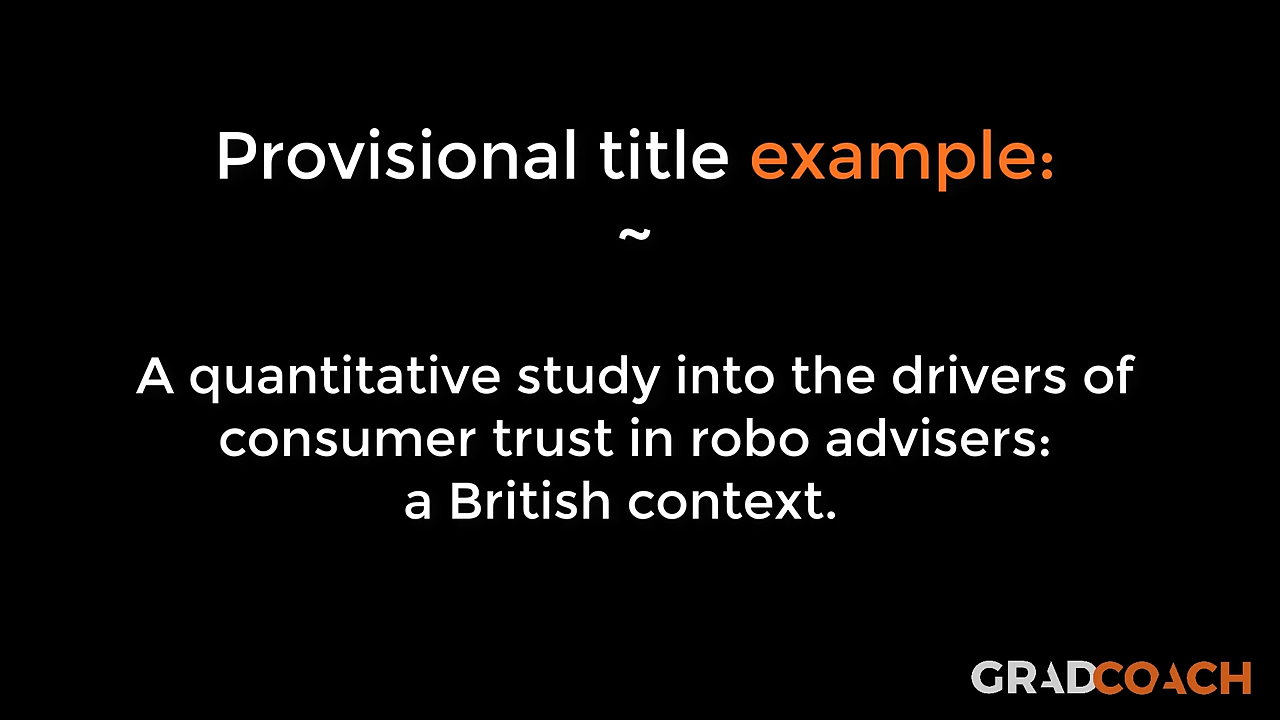 Provisional title example:
~
A quantitative study into the drivers of
consumer trust in robo advisers:
a British context.
GRADCOACH